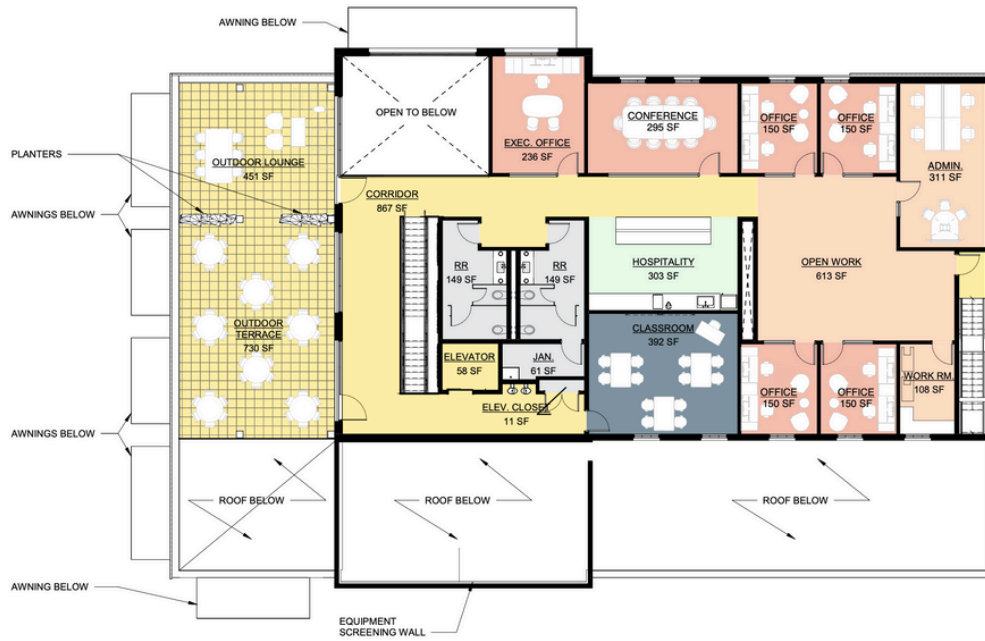 AWNING BELOW
OPEN TO BELOW
EXEC. OFFICE
236 SF
CONFERENCE
295 SF
OFFICE
150 SF
OFFICE
150 SF
ADMIN.
311 SF
PLANTERS
OUTDOOR LOUNGE
451 SF
AWNINGS BELOW
CORRIDOR
867 SF
RR
149 SF
RR
149 SF
HOSPITALITY
303 SF
OPEN WORK
613 SF
OUTDOOR
TERRACE
730 SF
CLASSROOM
392 SF
ELEVATOR
58 SF
JAN.
61 SF
ELEV. CLOSET
11 SF
OFFICE
150 SF
OFFICE
150 SF
WORK RM.
108 SF
AWNINGS BELOW
ROOF BELOW
ROOF BELOW
ROOF BELOW
AWNING BELOW
EQUIPMENT
SCREENING WALL